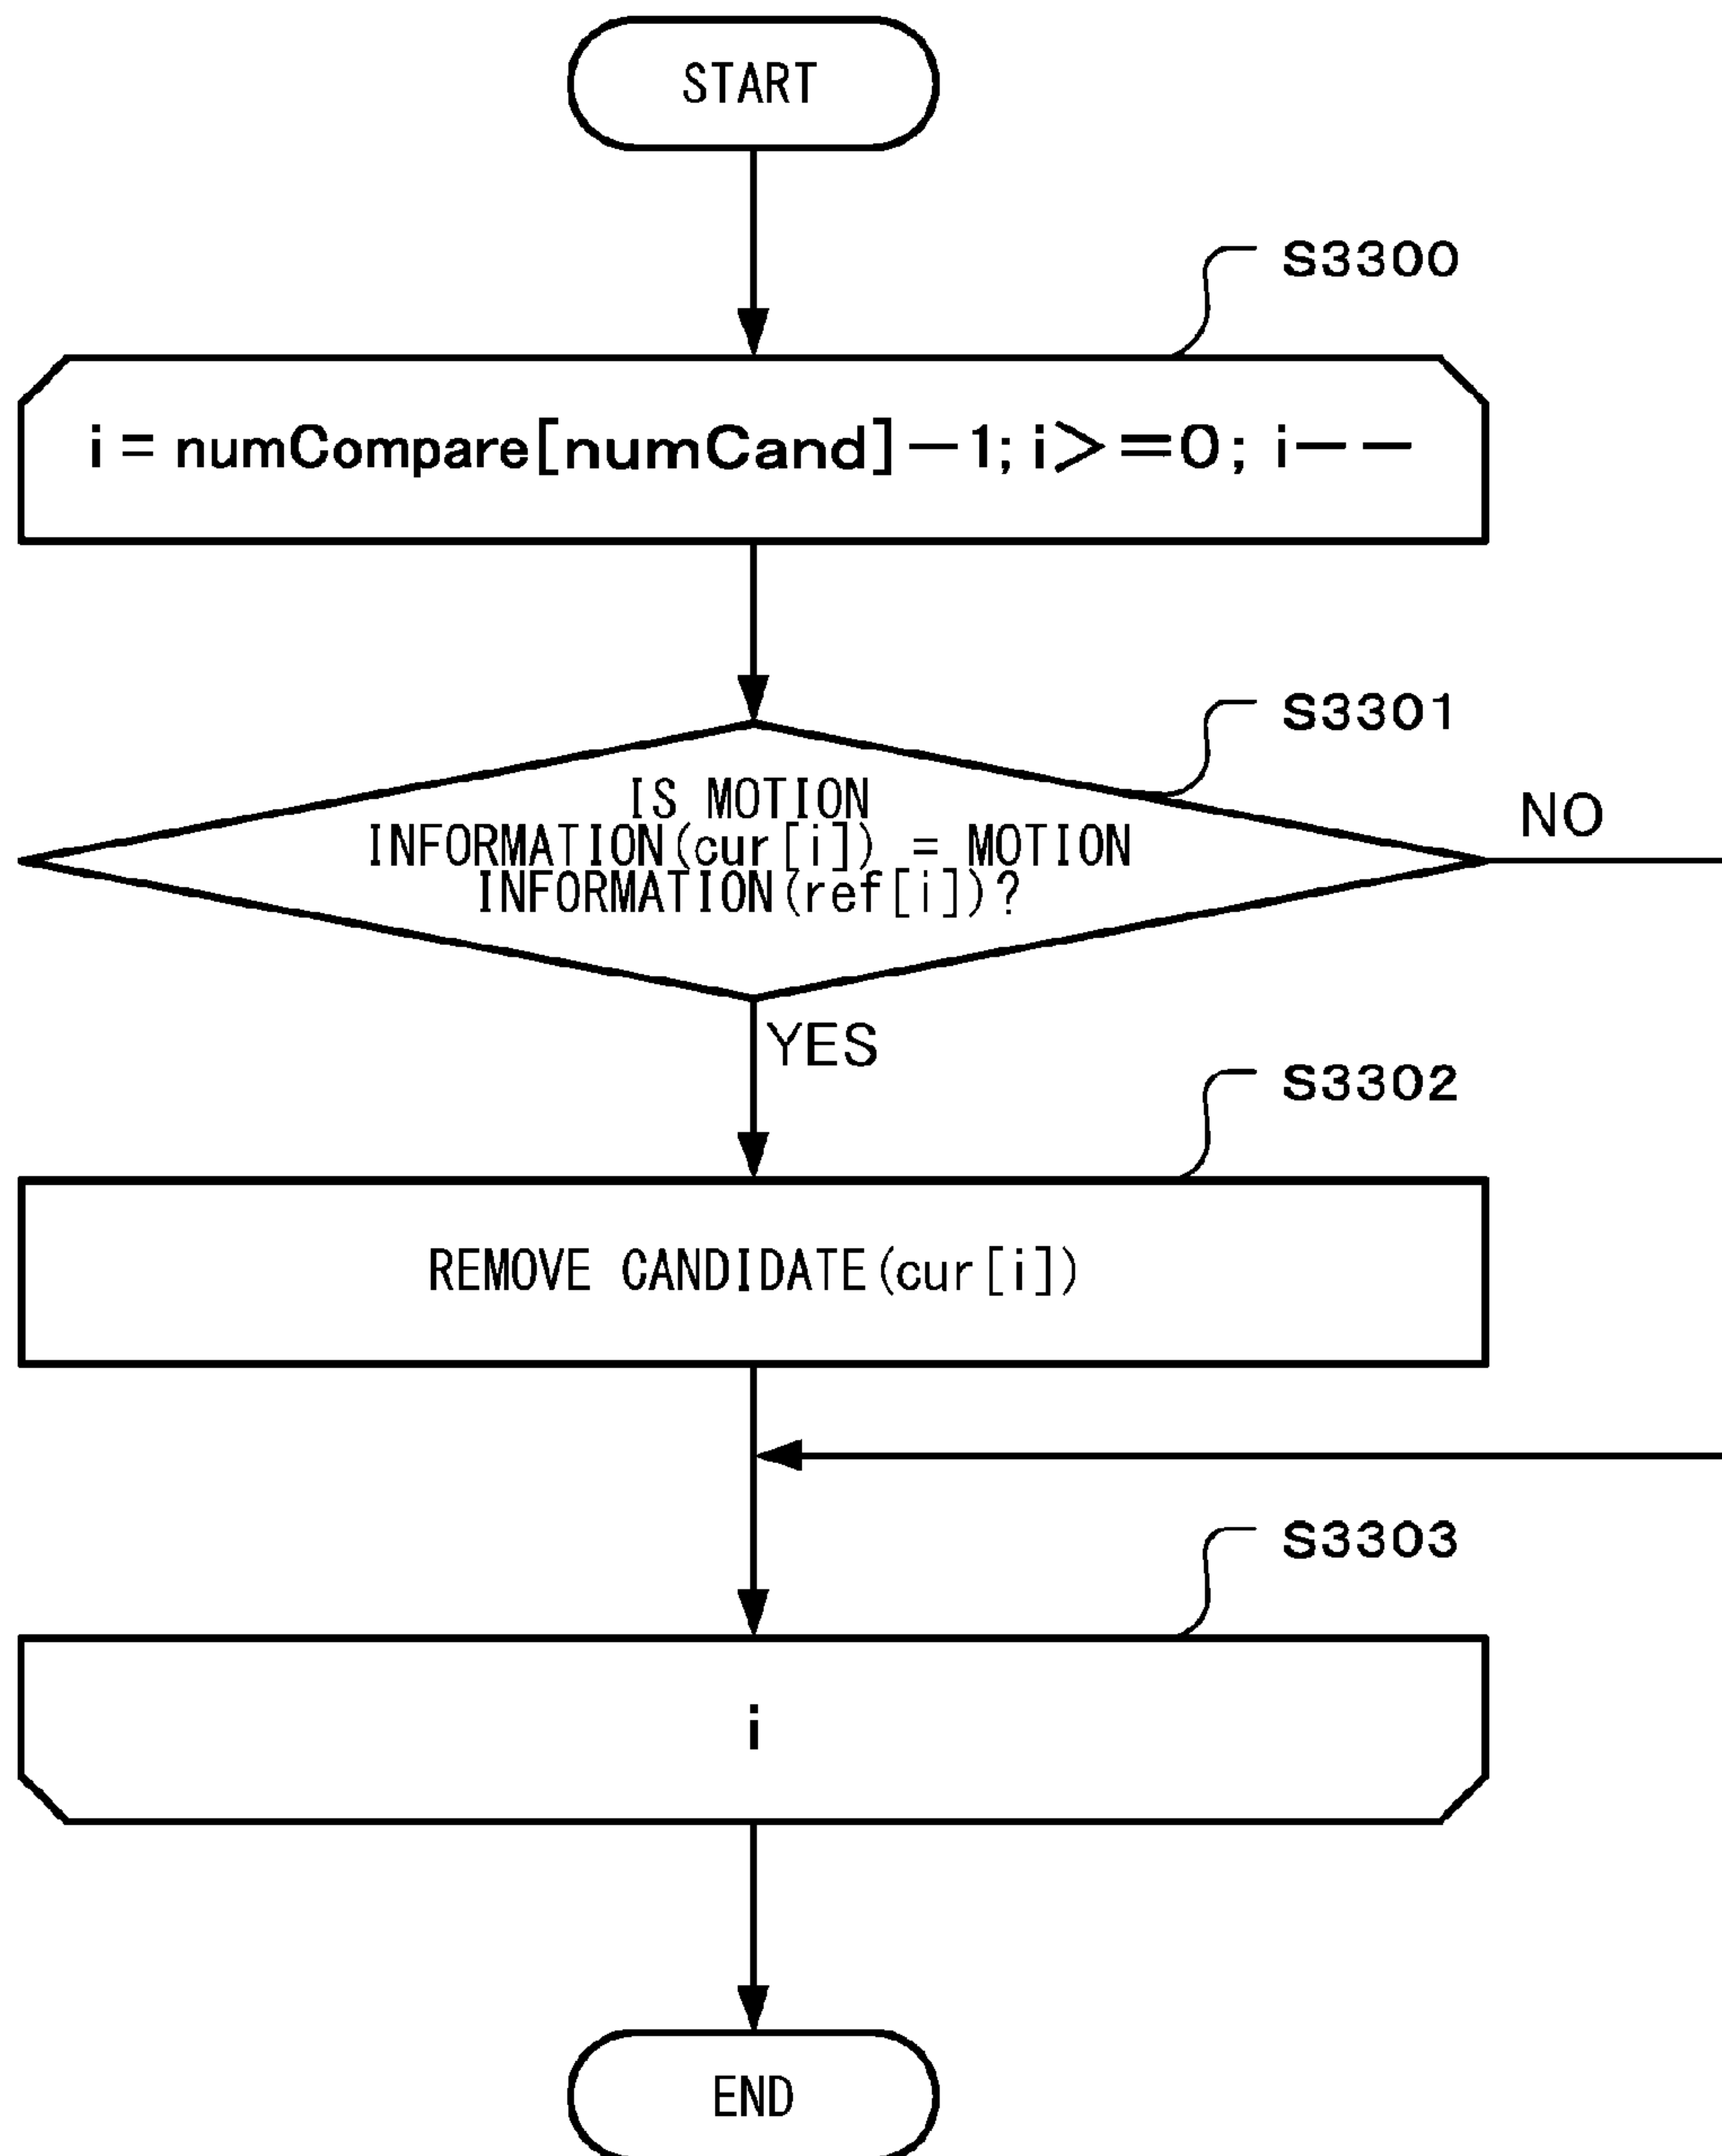 START
S3300
i = numCompare[numCand]-1; i>=0; i--
S3301
IS MOTION
INFORMATION(cur[i]) = MOTION
INFORMATION(ref[i])?
NO
YES
S3302
REMOVE CANDIDATE(cur[i])
S3303
i
END